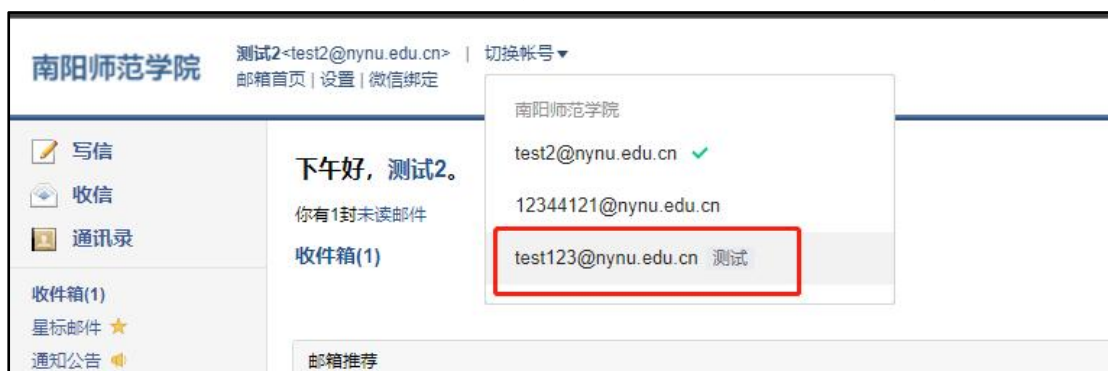 南阳师范学院
测试2<test2@nynu.edu.cn> | 切换帐号▼
邮箱首页 | 设置 | 微信绑定
南阳师范学院
test2@nynu.edu.cn ✓
12344121@nynu.edu.cn
test123@nynu.edu.cn 测试
写信
收信
通讯录
收件箱(1)
星标邮件
通知公告
下午好，测试2。
你有1封未读邮件
收件箱(1)
邮箱推荐